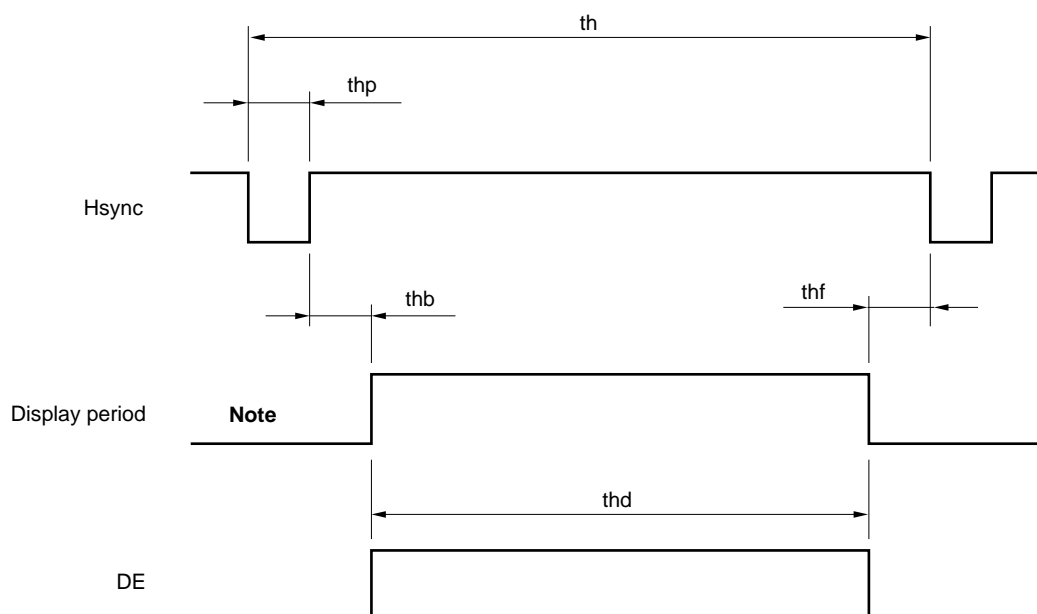 th
thp
Hsync
thb
thf
Display period
Note
thd
DE